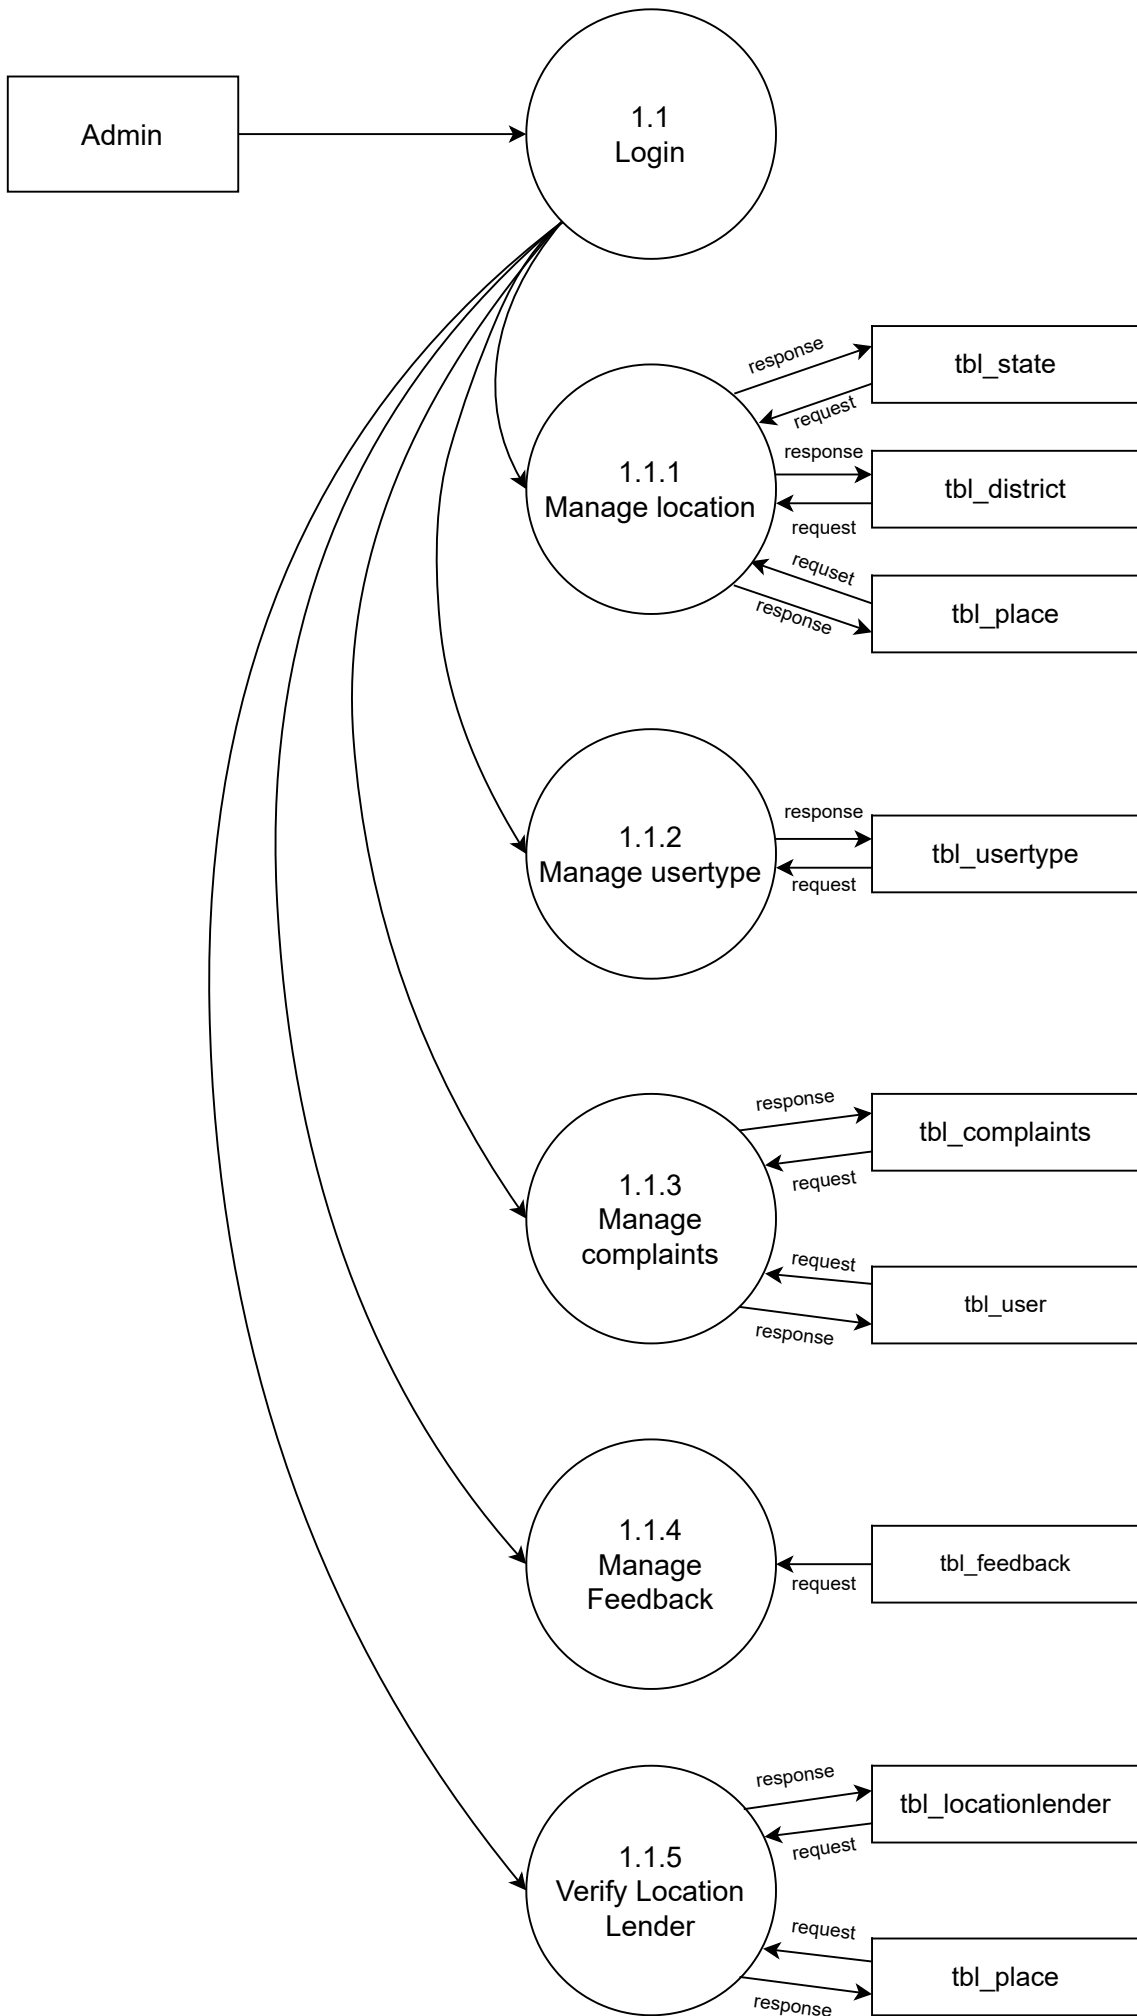 Admin
1.1
Login
response
tbl_state
request
response
1.1.1
Manage location
tbl_district
request
requset
tbl_place
response
response
1.1.2
Manage usertype
tbl_usertype
request
response
tbl_complaints
request
1.1.3
Manage
complaints
request
tbl_user
response
1.1.4
Manage
Feedback
tbl_feedback
request
response
tbl_locationlender
request
1.1.5
Verify Location
Lender
request
tbl_place
response